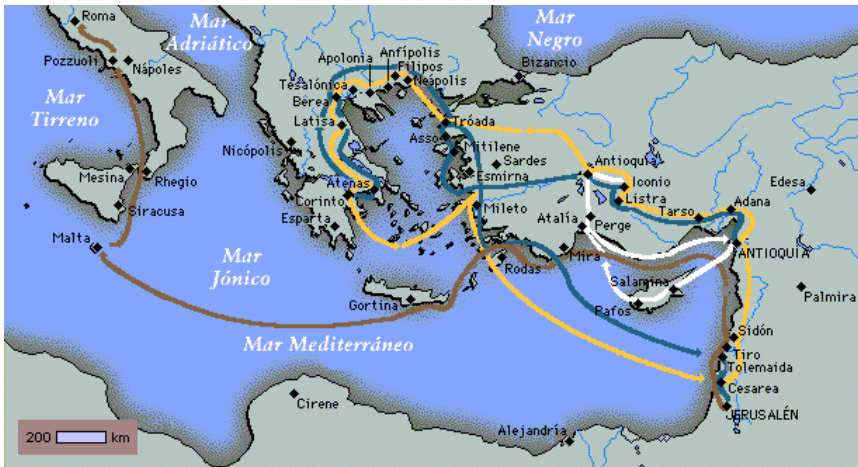 Roma
Mar
Adriático
Mar
Negro
Pozzuoli
Nápoles
Apolonia
Anfípolis
Filipos
Neápolis
Bizancio
Tesalónica
Berea
Mar
Tirreno
Latisa
Tróada
Asso
Mitilene
Nicópolis
Sardes
Esmirna
Antioquía
Iconio
Listra
Edesa
Mesina
Rhegio
Atenas
Corinto
Siracusa
Esparta
Mileto
Tarso
Adana
Atalía
Perge
Malta
Mar
Jónico
Rodas
Mira
ANTIOQUIA
Salamina
Palmira
Gortina
Pafos
Mar Mediterráneo
Sidón
Tiro
Tolemaida
Cesarea
Cirene
JERUSALÉN
Alejandría
200 km